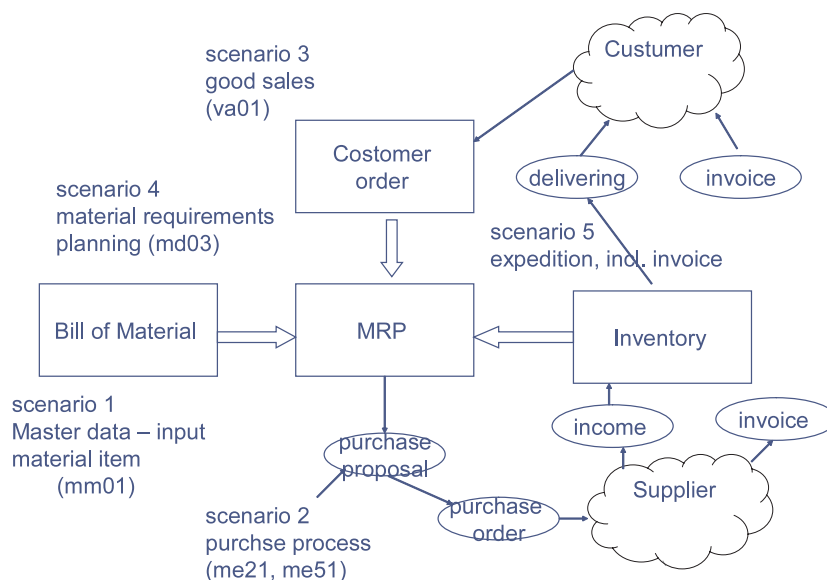 scenario 3
good sales
(va01)
Custumer
Costomer
order
delivering
invoice
scenario 4
material requirements
planning (md03)
scenario 5
expedition, incl. invoice
Bill of Material
MRP
Inventory
scenario 1
Master data – input
material item
(mm01)
purchase
proposal
income
invoice
Supplier
purchase
order
scenario 2
purchse process
(me21, me51)